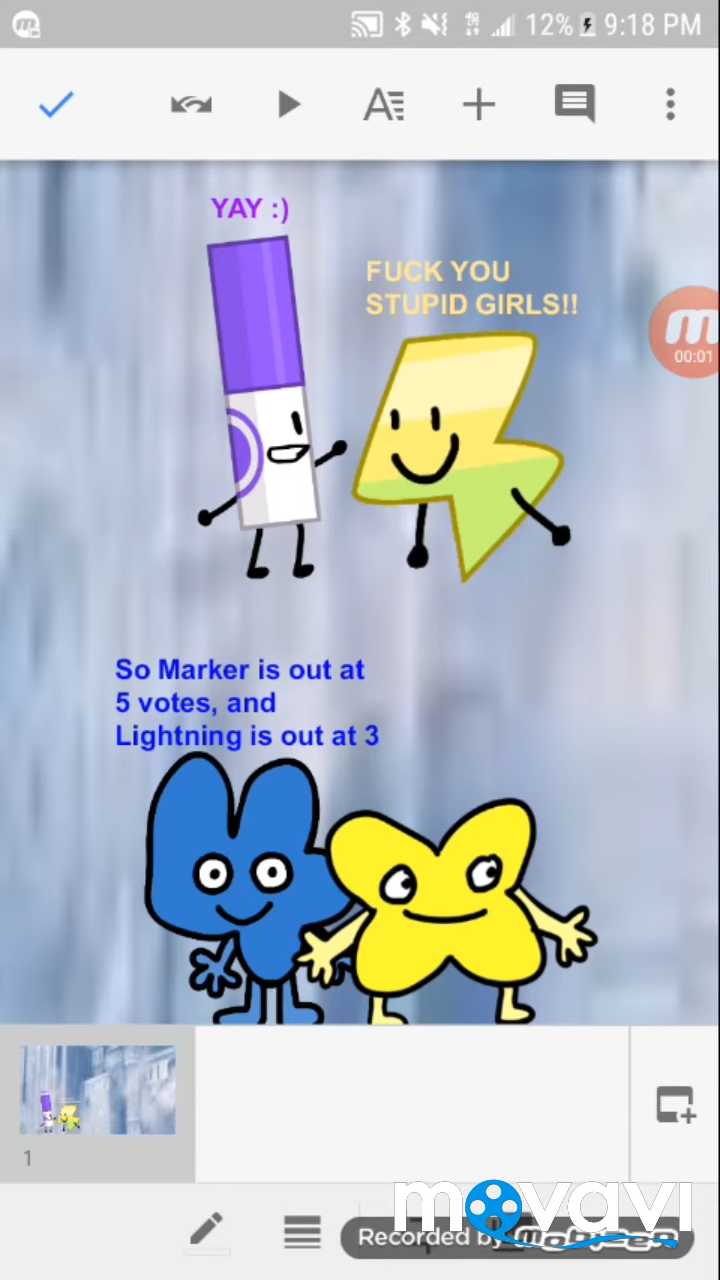 12% 9:18 PM
YAY :)
FUCK YOU
STUPID GIRLS!!
00:01
So Marker is out at
5 votes, and
Lightning is out at 3
1
movavi
Recorded by mobizen